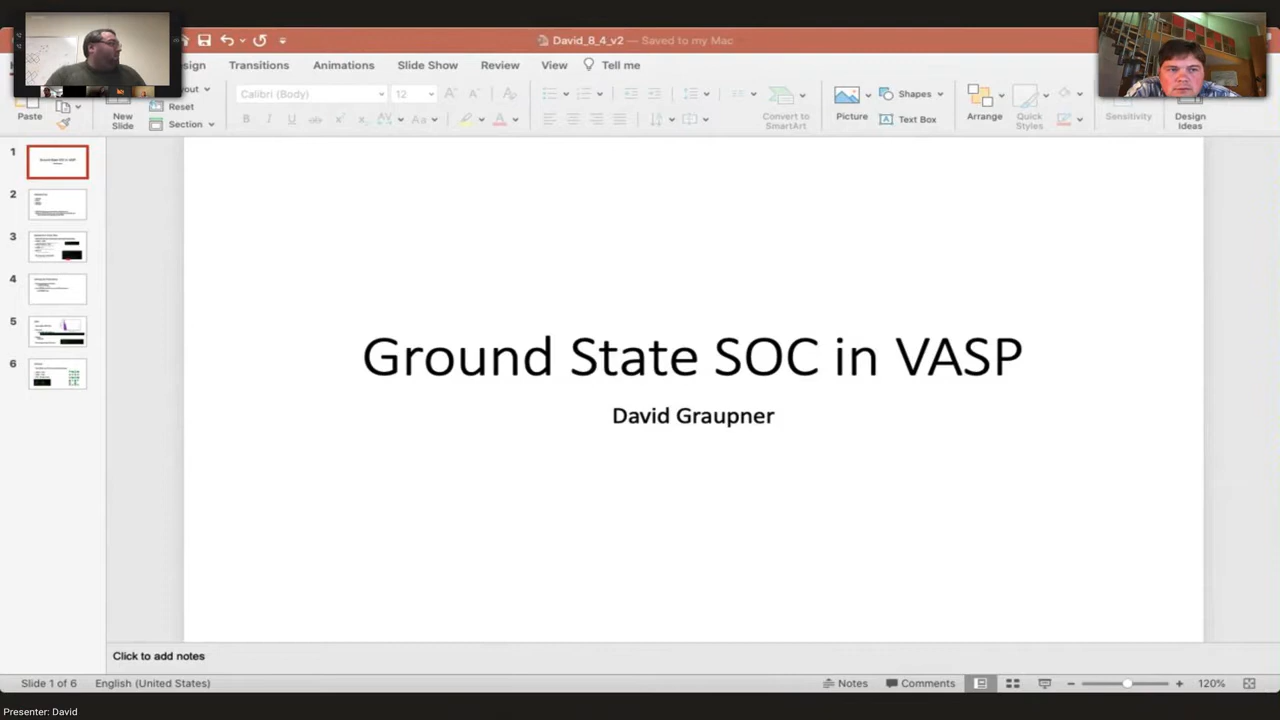 David_8_4_v2 — Saved to my Mac
Transitions
Animations
Slide Show
Review
View
Tell me
Paste
New
Slide
Reset
Section
Calibri (Body)
12
Convert to
SmartArt
Picture
Shapes
Text Box
Arrange
Quick
Styles
Sensitivity
Design
Ideas
1
2
3
4
5
6
Ground State SOC in VASP
David Graupner
Click to add notes
Slide 1 of 6
English (United States)
Notes
Comments
120%
Presenter: David